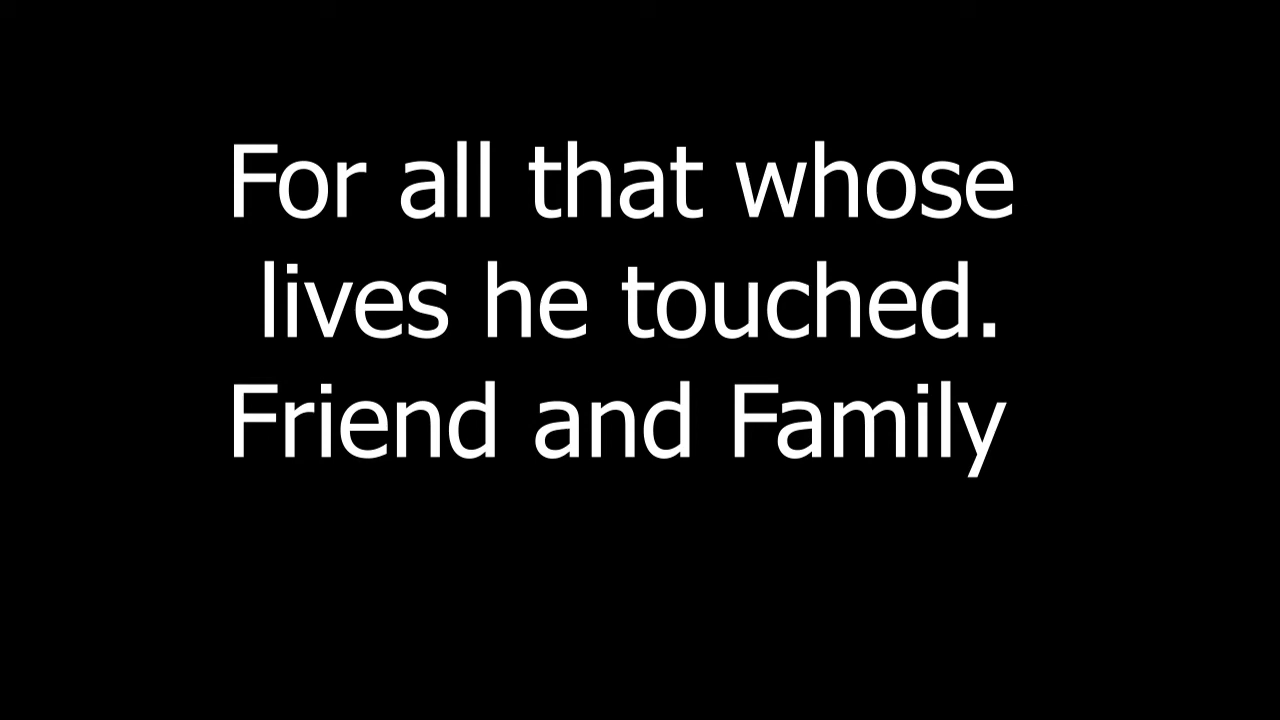 For all that whose
lives he touched.
Friend and Family